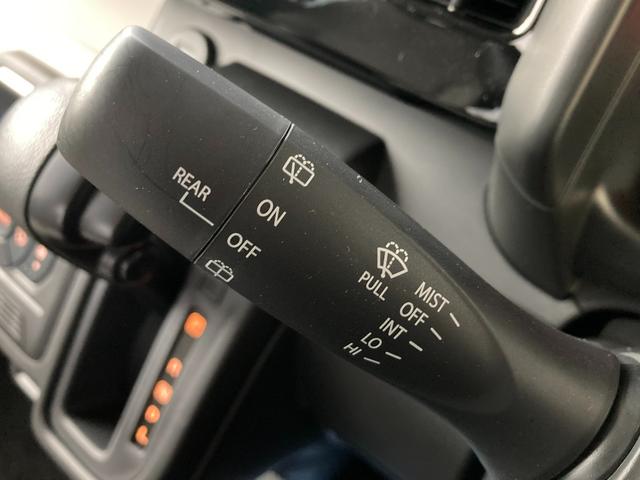 REAR
ON
OFF
PULL
MIST
OFF
INT
LO
HI